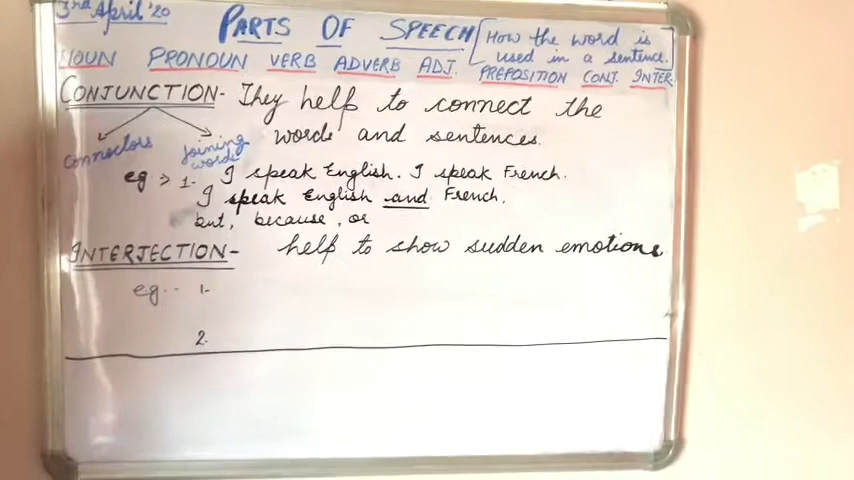 3rd April '20
PARTS OF SPEECH [How the word is
used in a sentence.]
NOUN PRONOUN VERB ADVERB ADJ. PREPOSITION CONJ. INTER.
CONJUNCTION- They help to connect the
words and sentences.
connectors
joining
words
eg > 1- I speak English. I speak French.
I speak English and French.
but, because, or
INTERJECTION- help to show sudden emotions
eg.. 1-
2.